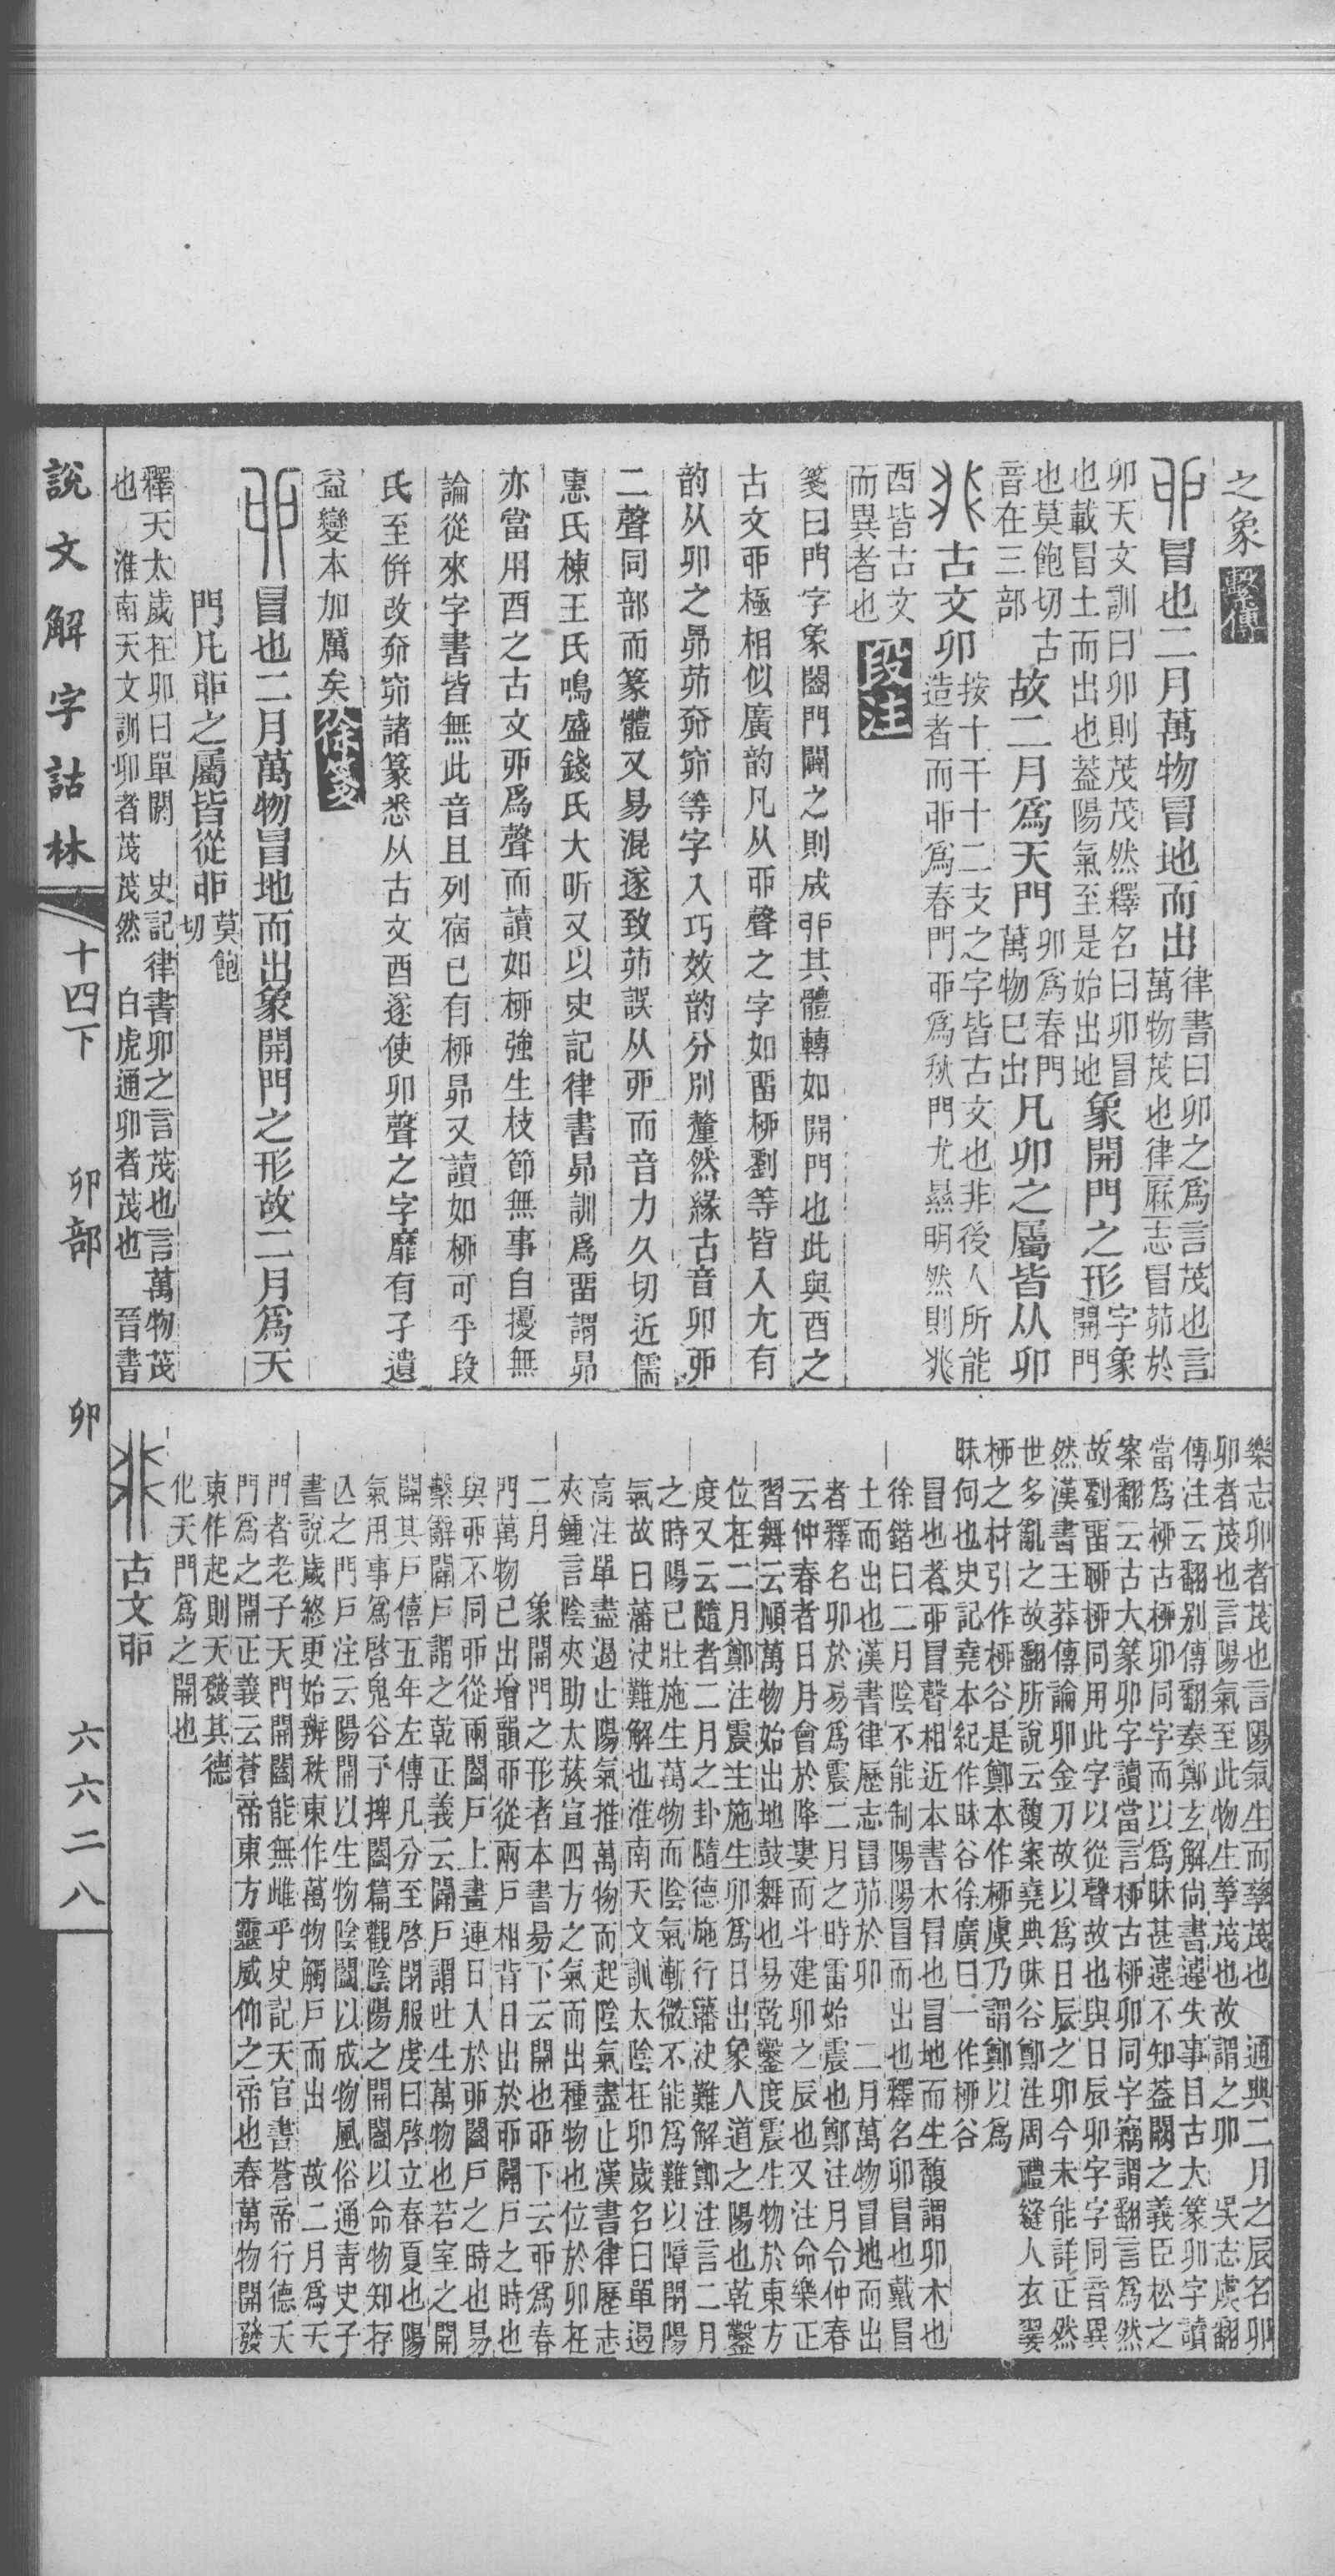 之象繫傳
冒也二月萬物冒地而出律書曰卯之爲言茂也言
萬物茂也律厤志冒茆於
卯天文訓曰卯則茂茂然釋名曰卯冒
也載冒土而出也葢陽氣至是始出地象開門之形字象
開門
也莫飽切古
音在三部故二月爲天門卯爲春門
萬物已出凡卯之屬皆从卯
古文卯按十干十二支之字皆古文也非後人所能
造者而丣爲春門丣爲秋門尤㬎明然則兆
酉皆古文
而異者也段注
箋曰門字象闔門闢之則成卯其體轉如開門也此與酉之
古文丣極相似廣韵凡从丣聲之字如畱桺劉等皆入尤有
韵从卯之昴茆奅窌等字入巧效韵分別釐然緣古音卯丣
二聲同部而篆體又易混遂致茆誤从丣而音力久切近儒
惠氏棟王氏鳴盛錢氏大昕又以史記律書昴訓爲畱謂昴
亦當用酉之古文丣爲聲而讀如桺強生枝節無事自擾無
論從來字書皆無此音且列宿已有桺昴又讀如桺可乎段
氏至併改奅窌諸篆悉从古文酉遂使卯聲之字靡有孑遺
益變本加厲矣徐箋
冒也二月萬物冒地而出象開門之形故二月爲天
門凡丣之屬皆從丣莫飽
切
釋天太歲在卯曰單閼 史記律書卯之言茂也言萬物茂
也 淮南天文訓卯者茂茂然 白虎通卯者茂也 晉書
樂志卯者茂也言陽氣生而孳茂也 通典二月之辰名卯
卯者茂也言陽氣至此物生孳茂也故謂之卯 吳志虞翻
傳注云翻别傳翻奏鄭玄解尙書違失事目古大篆卯字讀
當爲桺古桺卯同字而以爲昧甚違不知葢闕之義臣松之
案翻云古大篆卯字讀當言桺古桺卯同字竊謂翻言爲然
故劉畱聊桺同用此字以從聲故也與日辰卯字字同音異
然漢書王莽傳論卯金刀故以爲日辰之卯今未能詳正然
世多亂之故翻所說云馥案堯典昧谷鄭注周禮縫人衣翣
桺之材引作桺谷是鄭本作桺虞乃謂鄭以爲
昧何也史記堯本紀作昧谷徐廣曰一作桺谷
冒也者丣冒聲相近本書木冒也冒地而生馥謂卯木也
徐鍇曰二月陰不能制陽陽冒而出也釋名卯冒也戴冒
土而出也漢書律歷志冒茆於卯 二月萬物冒地而出
者釋名卯於易爲震二月之時雷始震也鄭注月令仲春
云仲春者日月會於降婁而斗建卯之辰也又注命樂正
習舞云順萬物始出地鼓舞也易乾鑿度震生物於東方
位在二月鄭注震生施生卯爲日出象人道之陽也乾鑿
度又云隨者二月之卦隨德施行藩決難解鄭注言二月
之時陽已壯施生萬物而陰氣漸微不能爲難以障閉陽
氣故曰藩決難解也淮南天文訓太陰在卯歲名曰單遏
高注單盡遏止陽氣推萬物而起陰氣盡止漢書律歷志
夾鍾言陰夾助太蔟宣四方之氣而出種物也位於卯在
二月 象開門之形者本書昜下云開也丣下云丣爲春
門萬物已出增韻丣從兩戶相背日出於丣闢戶之時也
與丣不同丣從兩闔戶上畫連日入於丣闔戶之時也易
繫辭闢戶謂之乾正義云闢戶謂吐生萬物也若室之開
闢其戶僖五年左傳凡分至啓閉服虔曰啓立春夏也陽
氣用事爲啓鬼谷子捭闔篇觀陰陽之開闔以命物知存
亾之門戶注云陽開以生物陰闔以成物風俗通靑史子
書說歲終更始辨秩東作萬物觸戶而出 故二月爲天
門者老子天門開闔能無雌乎史記天官書蒼帝行德天
門爲之開正義云蒼帝東方靈威仰之帝也春萬物開發
東作起則天發其德
化天門爲之開也
古文丣
說文解字詁林 十四下 卯部 卯 六六二八